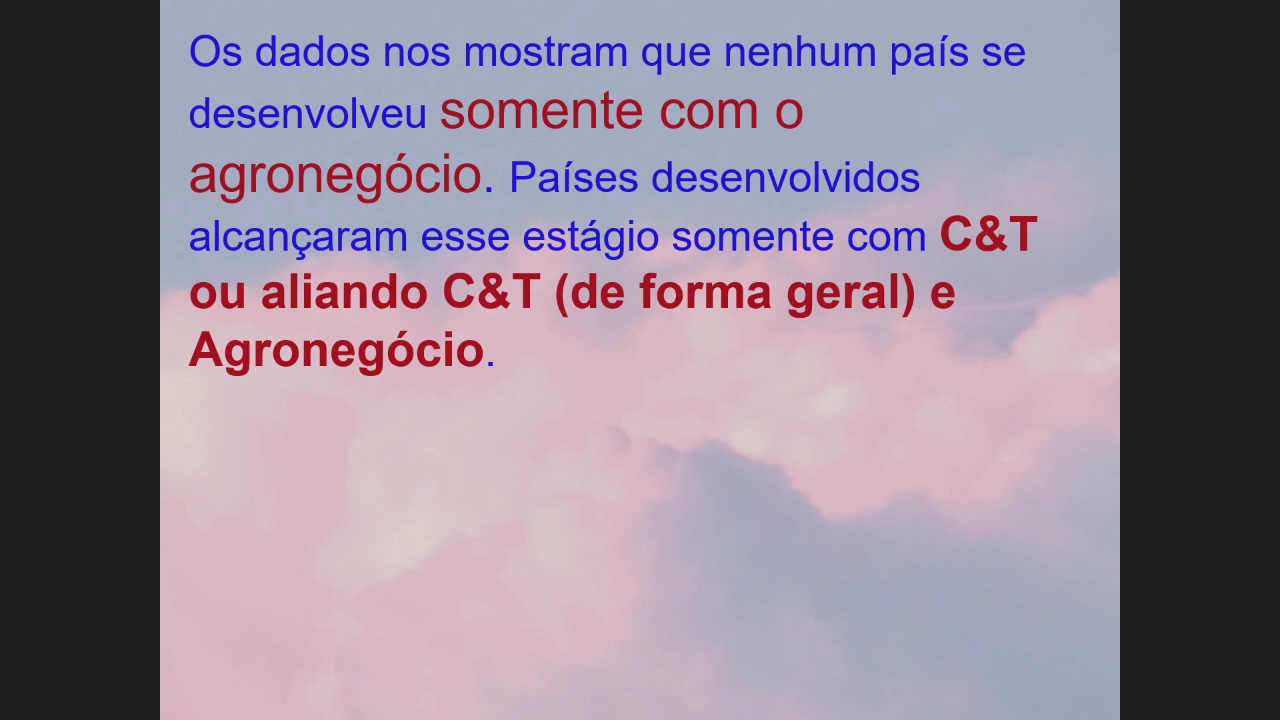 Os dados nos mostram que nenhum país se
desenvolveu somente com o
agronegócio. Países desenvolvidos
alcançaram esse estágio somente com C&T
ou aliando C&T (de forma geral) e
Agronegócio.